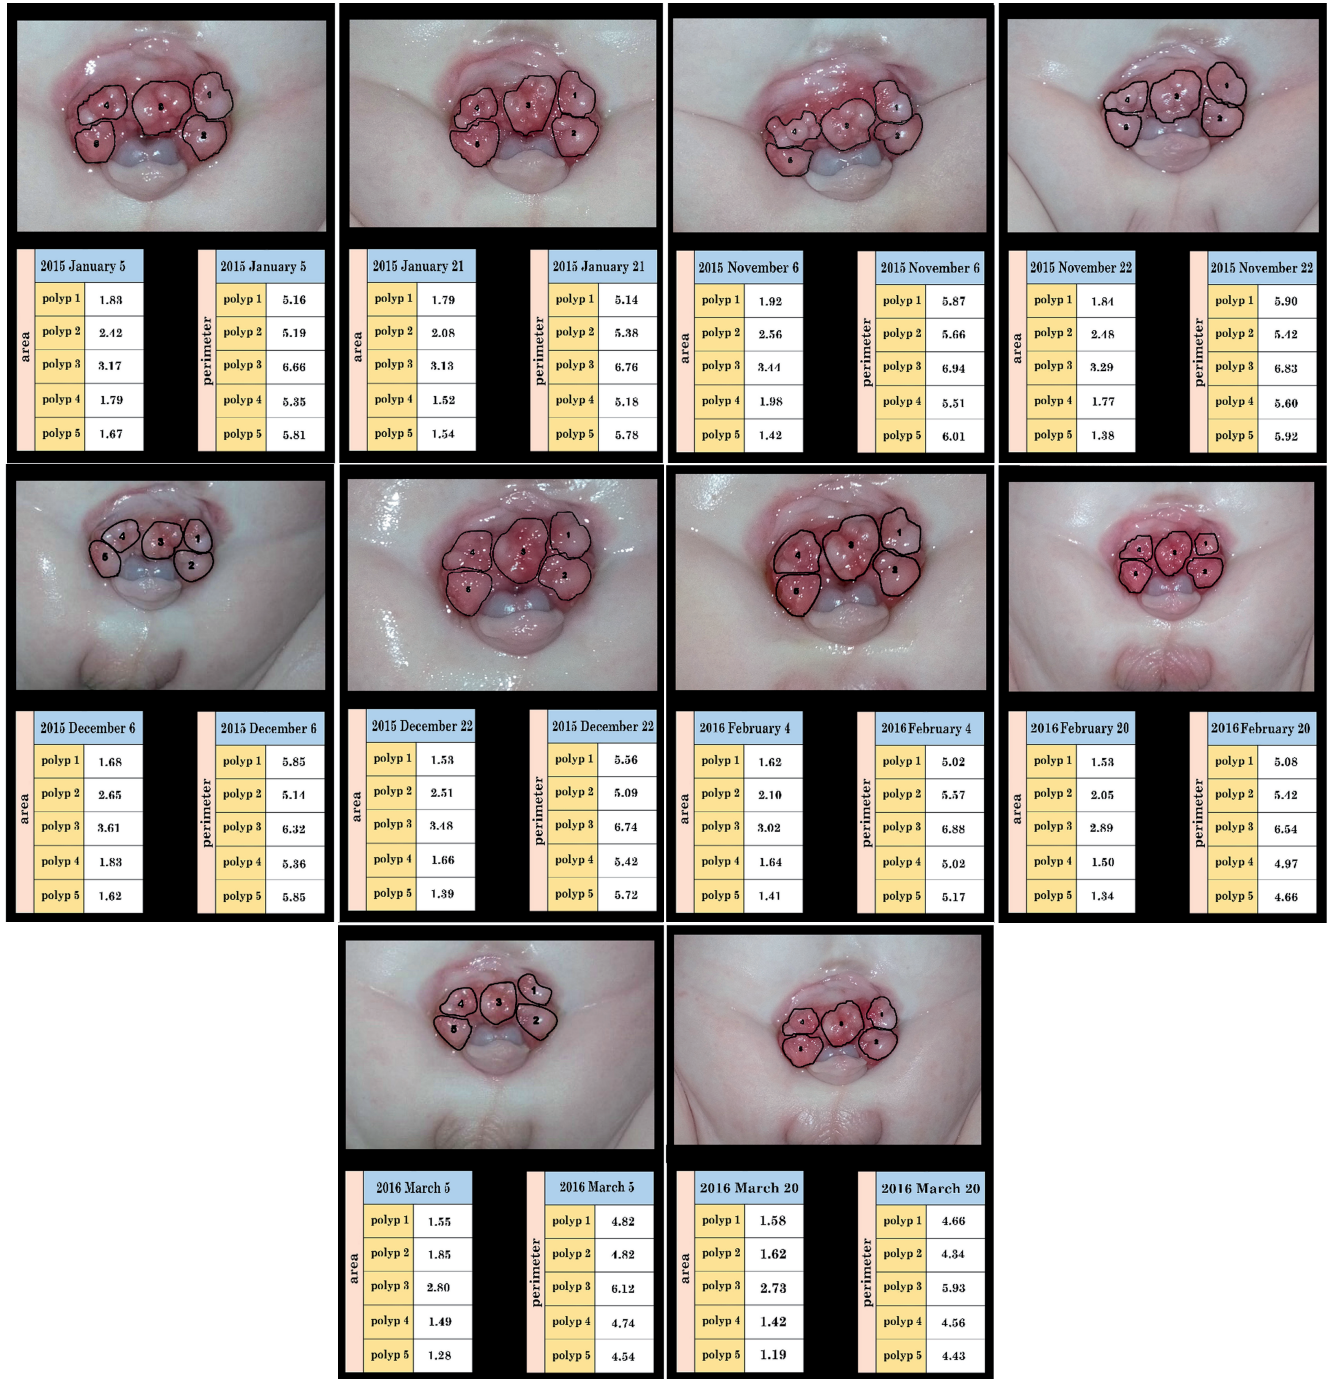 area
2015 January 5
polyp 1 1.83
polyp 2 2.42
polyp 3 3.17
polyp 4 1.79
polyp 5 1.67
perimeter
2015 January 5
polyp 1 5.16
polyp 2 5.19
polyp 3 6.66
polyp 4 5.35
polyp 5 5.81
area
2015 January 21
polyp 1 1.79
polyp 2 2.08
polyp 3 3.13
polyp 4 1.52
polyp 5 1.54
perimeter
2015 January 21
polyp 1 5.14
polyp 2 5.38
polyp 3 6.76
polyp 4 5.18
polyp 5 5.78
area
2015 November 6
polyp 1 1.92
polyp 2 2.56
polyp 3 3.44
polyp 4 1.98
polyp 5 1.42
perimeter
2015 November 6
polyp 1 5.87
polyp 2 5.66
polyp 3 6.94
polyp 4 5.51
polyp 5 6.01
area
2015 November 22
polyp 1 1.84
polyp 2 2.48
polyp 3 3.29
polyp 4 1.77
polyp 5 1.38
perimeter
2015 November 22
polyp 1 5.90
polyp 2 5.42
polyp 3 6.83
polyp 4 5.60
polyp 5 5.92
area
2015 December 6
polyp 1 1.68
polyp 2 2.65
polyp 3 3.61
polyp 4 1.83
polyp 5 1.62
perimeter
2015 December 6
polyp 1 5.85
polyp 2 5.14
polyp 3 6.32
polyp 4 5.36
polyp 5 5.85
area
2015 December 22
polyp 1 1.53
polyp 2 2.51
polyp 3 3.48
polyp 4 1.66
polyp 5 1.39
perimeter
2015 December 22
polyp 1 5.56
polyp 2 5.09
polyp 3 6.74
polyp 4 5.42
polyp 5 5.72
area
2016 February 4
polyp 1 1.62
polyp 2 2.10
polyp 3 3.02
polyp 4 1.64
polyp 5 1.41
perimeter
2016 February 4
polyp 1 5.02
polyp 2 5.57
polyp 3 6.88
polyp 4 5.02
polyp 5 5.17
area
2016 February 20
polyp 1 1.53
polyp 2 2.05
polyp 3 2.89
polyp 4 1.50
polyp 5 1.34
perimeter
2016 February 20
polyp 1 5.08
polyp 2 5.42
polyp 3 6.54
polyp 4 4.97
polyp 5 4.66
area
2016 March 5
polyp 1 1.55
polyp 2 1.85
polyp 3 2.80
polyp 4 1.49
polyp 5 1.28
perimeter
2016 March 5
polyp 1 4.82
polyp 2 4.82
polyp 3 6.12
polyp 4 4.74
polyp 5 4.54
area
2016 March 20
polyp 1 1.58
polyp 2 1.62
polyp 3 2.73
polyp 4 1.42
polyp 5 1.19
perimeter
2016 March 20
polyp 1 4.66
polyp 2 4.34
polyp 3 5.93
polyp 4 4.56
polyp 5 4.43